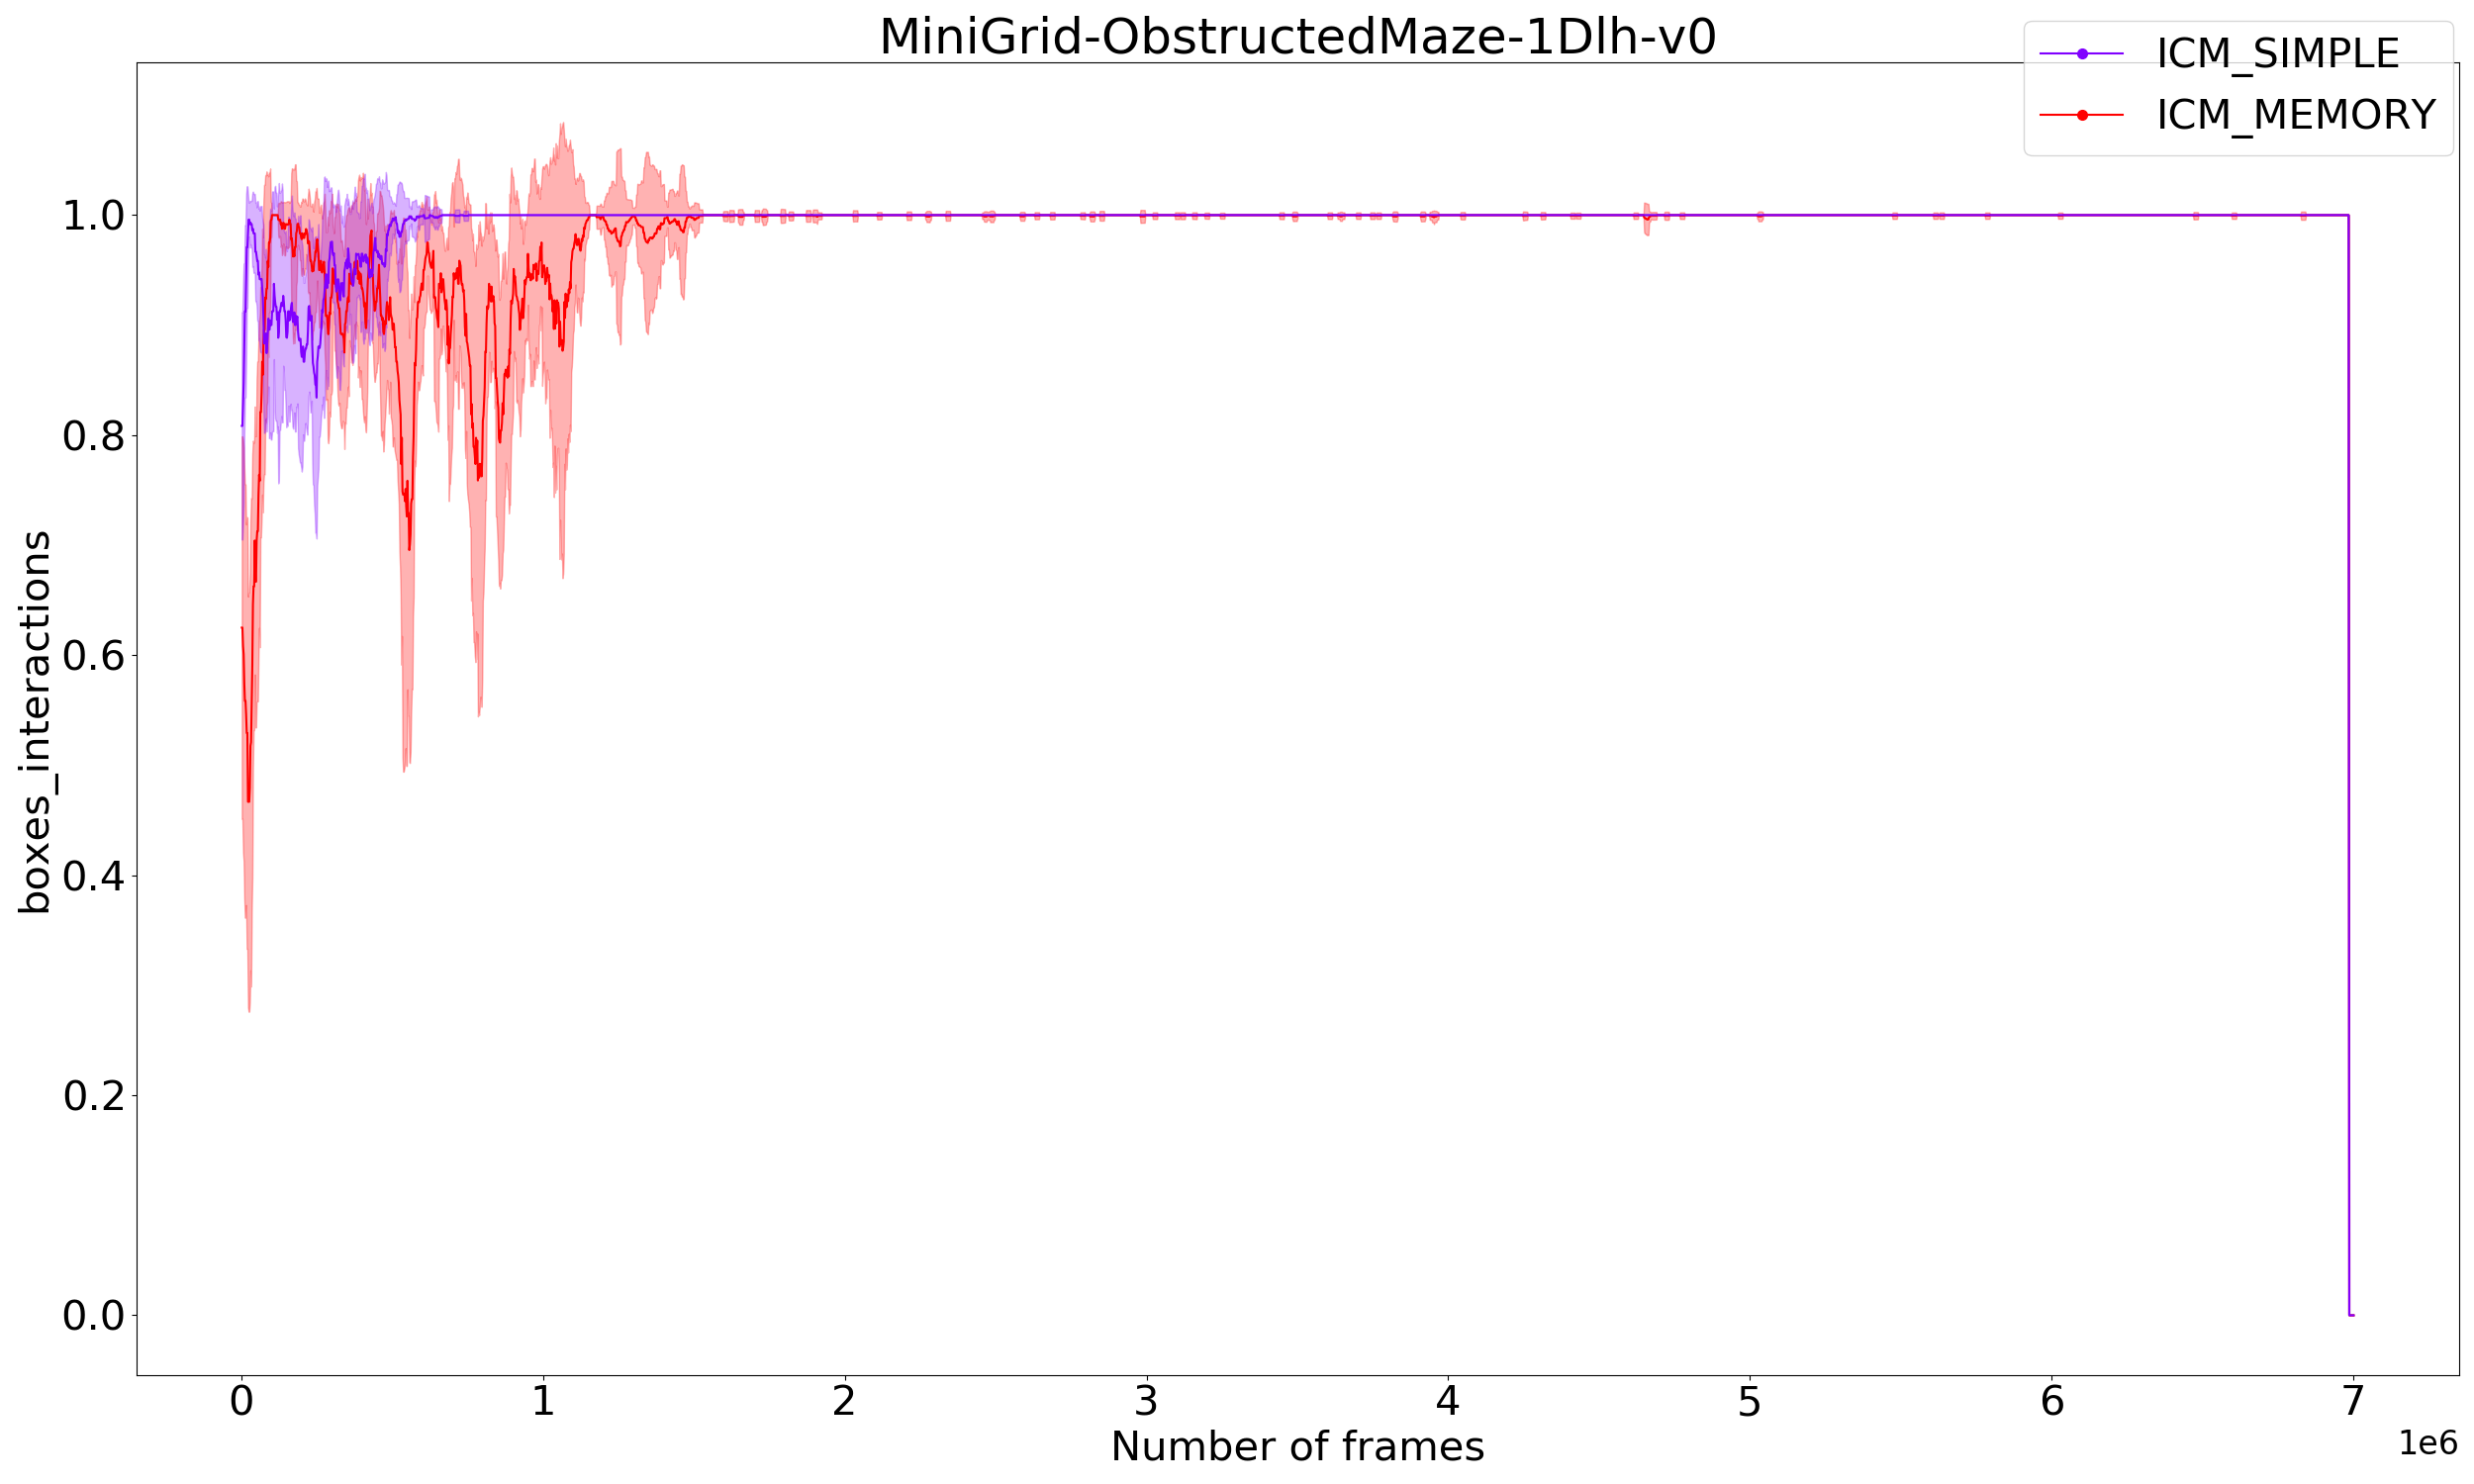 MiniGrid-ObstructedMaze-1Dlh-v0
ICM_SIMPLE
ICM_MEMORY
boxes_interactions
1.0
0.8
0.6
0.4
0.2
0.0
0 1 2 3 4 5 6 7
1e6
Number of frames